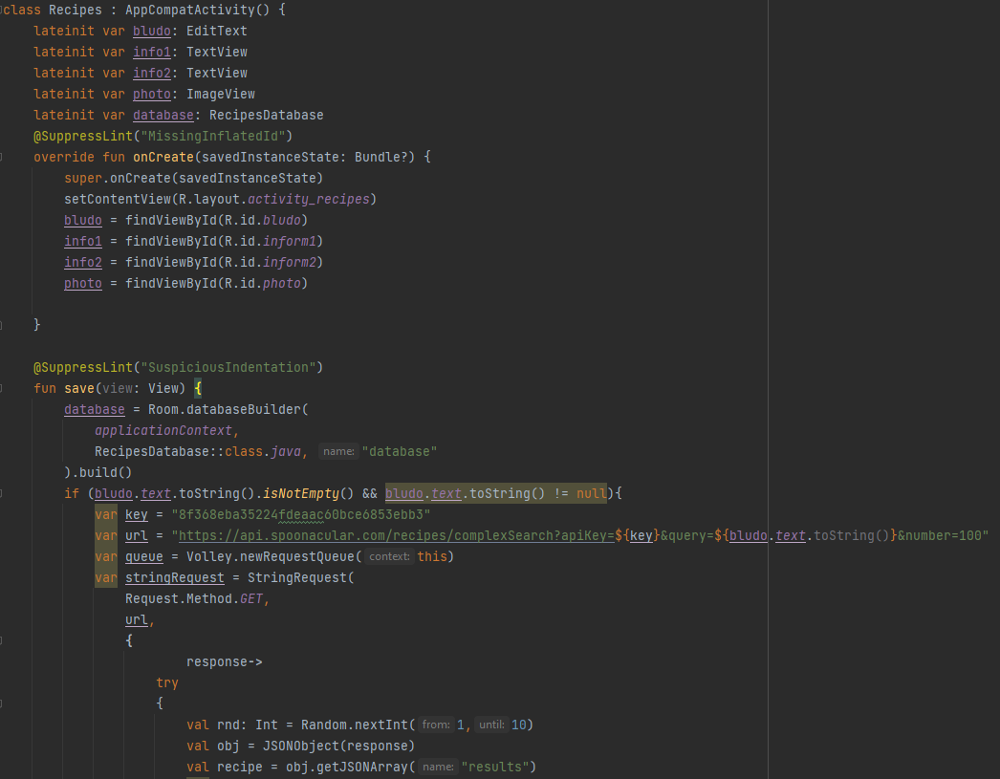 class Recipes : AppCompatActivity() {
lateinit var bludo: EditText
lateinit var info1: TextView
lateinit var info2: TextView
lateinit var photo: ImageView
lateinit var database: RecipesDatabase
@SuppressLint("MissingInflatedId")
override fun onCreate(savedInstanceState: Bundle?) {
super.onCreate(savedInstanceState)
setContentView(R.layout.activity_recipes)
bludo = findViewById(R.id.bludo)
info1 = findViewById(R.id.inform1)
info2 = findViewById(R.id.inform2)
photo = findViewById(R.id.photo)
}
@SuppressLint("SuspiciousIndentation")
fun save(view: View) {
database = Room.databaseBuilder(
applicationContext,
RecipesDatabase::class.java, name: "database"
).build()
if (bludo.text.toString().isNotEmpty() && bludo.text.toString() != null){
var key = "8f368eba35224fdeaac60bce6853ebb3"
var url = "https://api.spoonacular.com/recipes/complexSearch?apiKey=${key}&query=${bludo.text.toString()}&number=100"
var queue = Volley.newRequestQueue( context: this)
var stringRequest = StringRequest(
Request.Method.GET,
url,
{
response->
try
{
val rnd: Int = Random.nextInt( from: 1, until: 10)
val obj = JSONObject(response)
val recipe = obj.getJSONArray( name: "results")